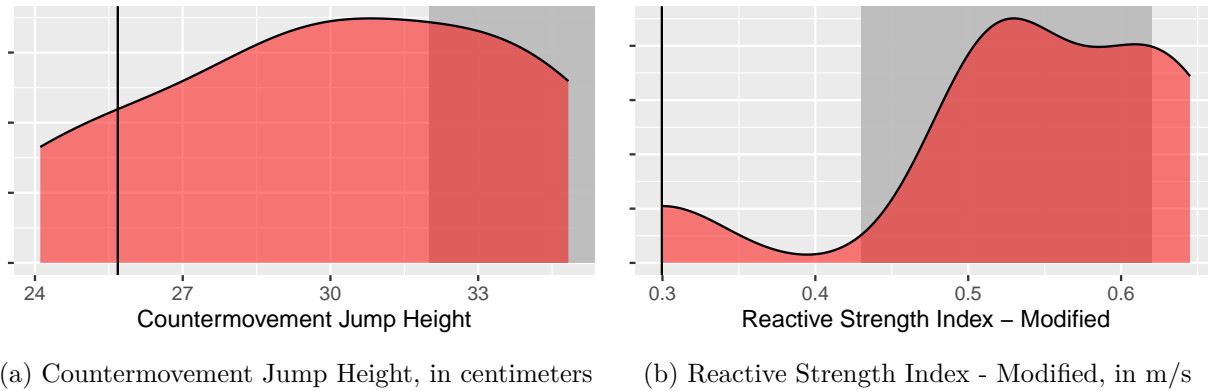 24 27 30 33
Countermovement Jump Height
(a) Countermovement Jump Height, in centimeters
0.3 0.4 0.5 0.6
Reactive Strength Index – Modified
(b) Reactive Strength Index - Modified, in m/s